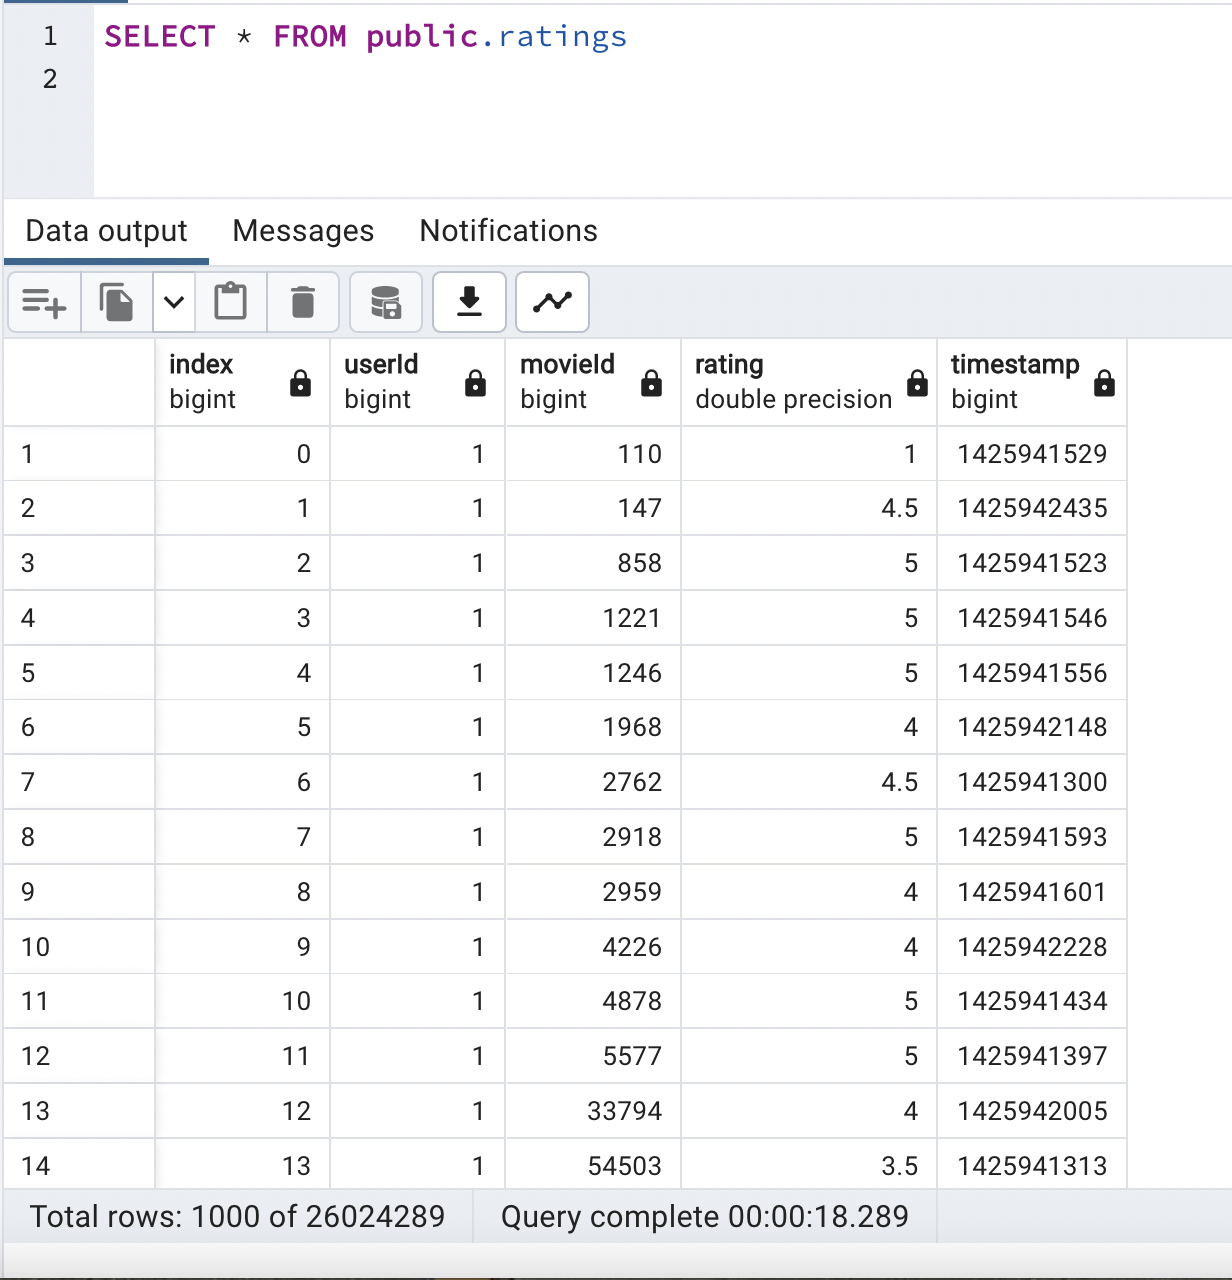 1 SELECT * FROM public.ratings
2
Data output Messages Notifications
index userId movieId rating timestamp
bigint bigint bigint double precision bigint
1 0 1 110 1 1425941529
2 1 1 147 4.5 1425942435
3 2 1 858 5 1425941523
4 3 1 1221 5 1425941546
5 4 1 1246 5 1425941556
6 5 1 1968 4 1425942148
7 6 1 2762 4.5 1425941300
8 7 1 2918 5 1425941593
9 8 1 2959 4 1425941601
10 9 1 4226 4 1425942228
11 10 1 4878 5 1425941434
12 11 1 5577 5 1425941397
13 12 1 33794 4 1425942005
14 13 1 54503 3.5 1425941313
Total rows: 1000 of 26024289 Query complete 00:00:18.289